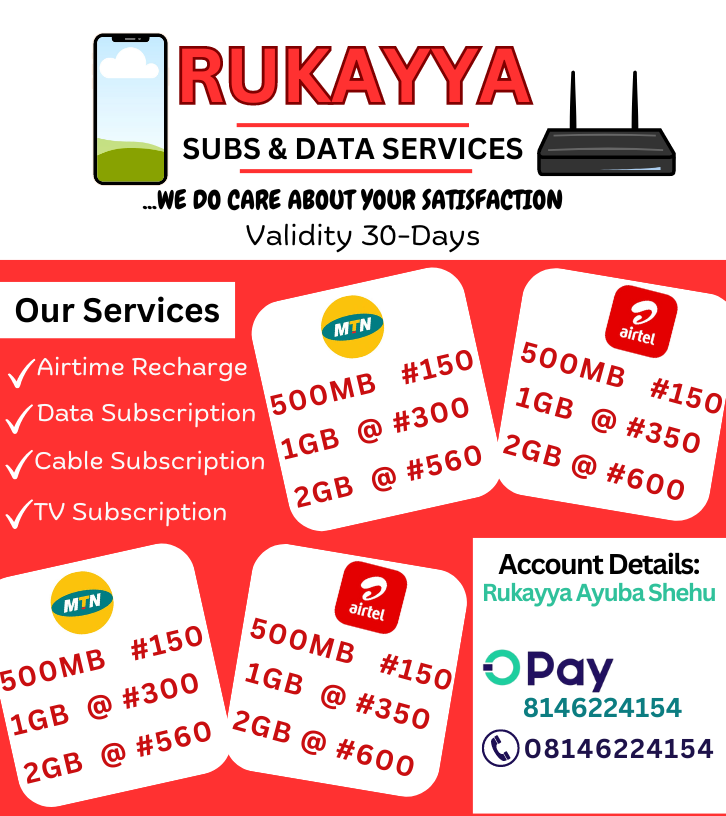 RUKAYYA
SUBS & DATA SERVICES
...WE DO CARE ABOUT YOUR SATISFACTION
Validity 30-Days
Our Services
Airtime Recharge
Data Subscription
Cable Subscription
TV Subscription
MTN
500MB #150
1GB @ #300
2GB @ #560
airtel
500MB #150
1GB @ #350
2GB @ #600
MTN
500MB #150
1GB @ #300
2GB @ #560
airtel
500MB #150
1GB @ #350
2GB @ #600
Account Details:
Rukayya Ayuba Shehu
OPay
8146224154
08146224154